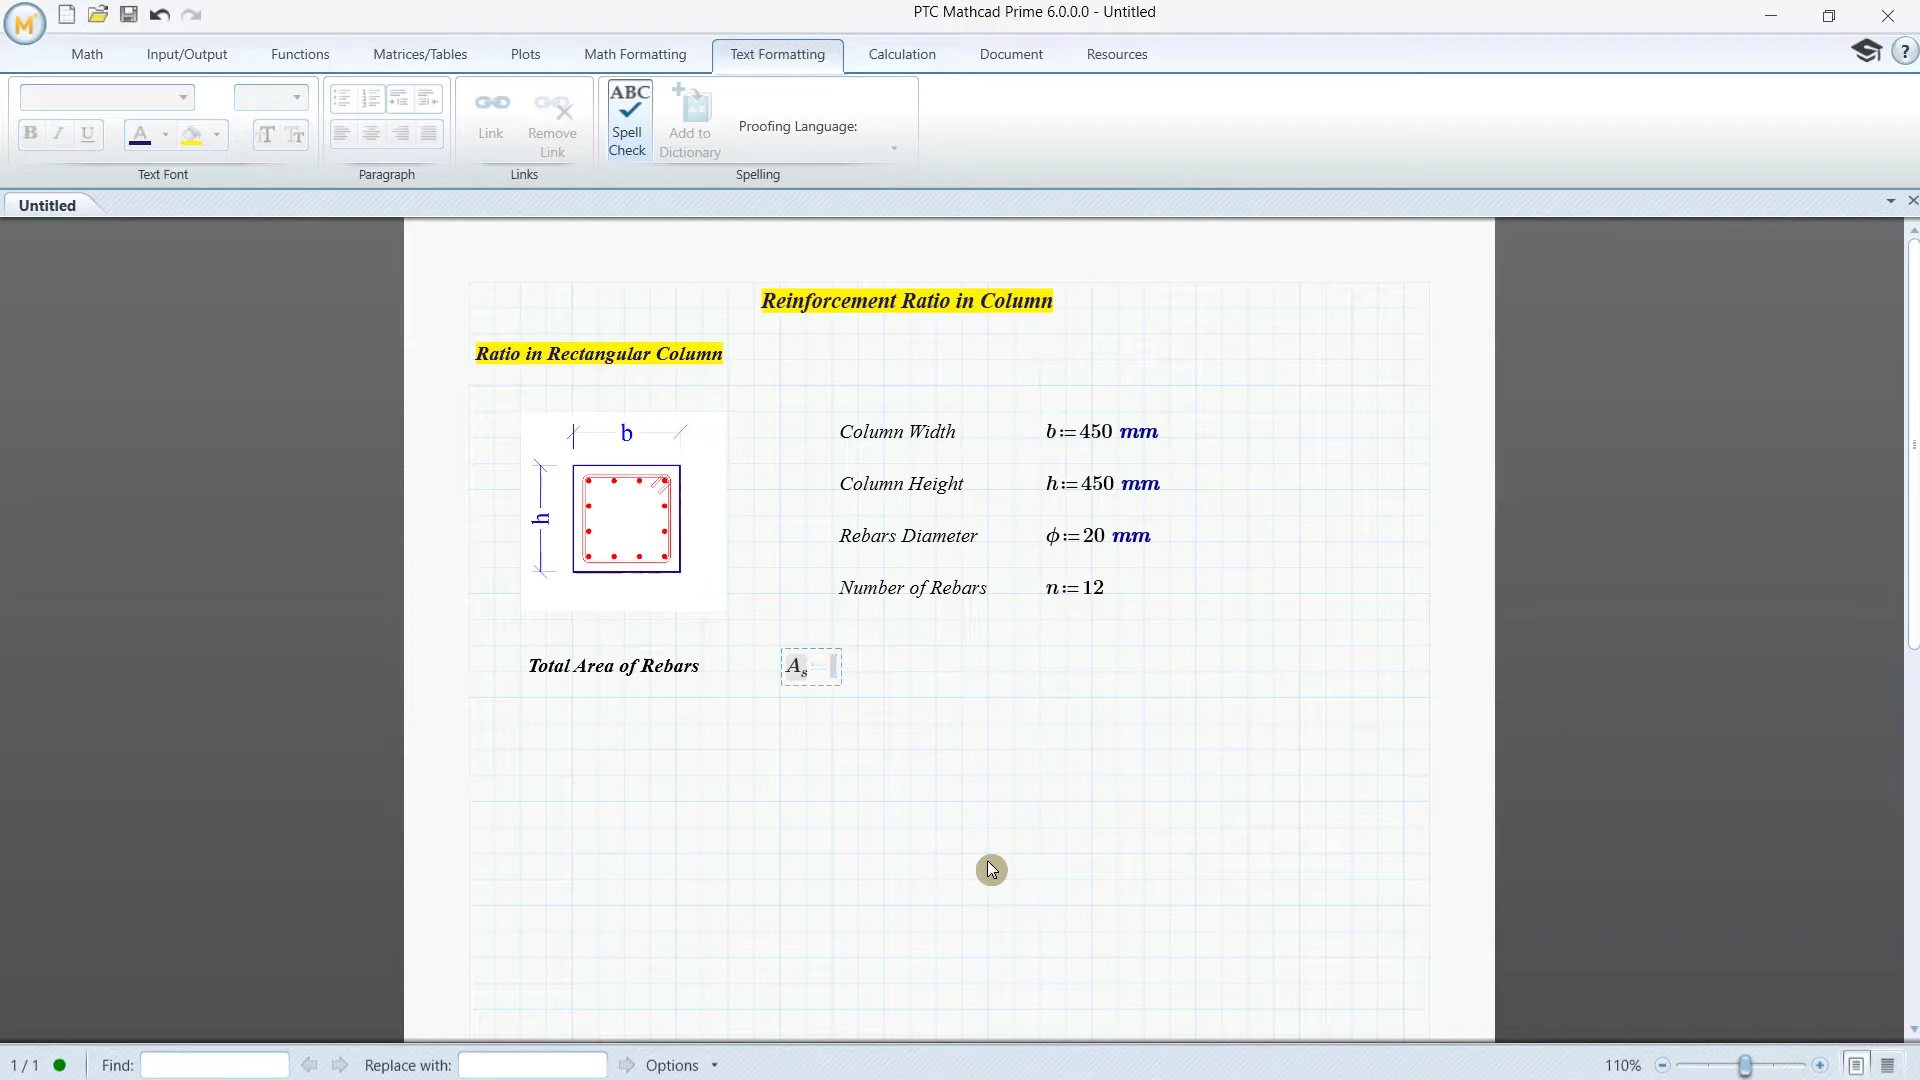 PTC Mathcad Prime 6.0.0.0 - Untitled
Math Input/Output Functions Matrices/Tables Plots Math Formatting Text Formatting Calculation Document Resources
B I U A T Tт
Link
Remove Link
ABC
Spell Check
Add to Dictionary
Proofing Language:
Text Font Paragraph Links Spelling
Untitled
Reinforcement Ratio in Column
Ratio in Rectangular Column
b
h
Column Width b:=450 mm
Column Height h:=450 mm
Rebars Diameter ϕ:=20 mm
Number of Rebars n:=12
Total Area of Rebars Aₛ :=
1 / 1 Find: Replace with: Options 110%